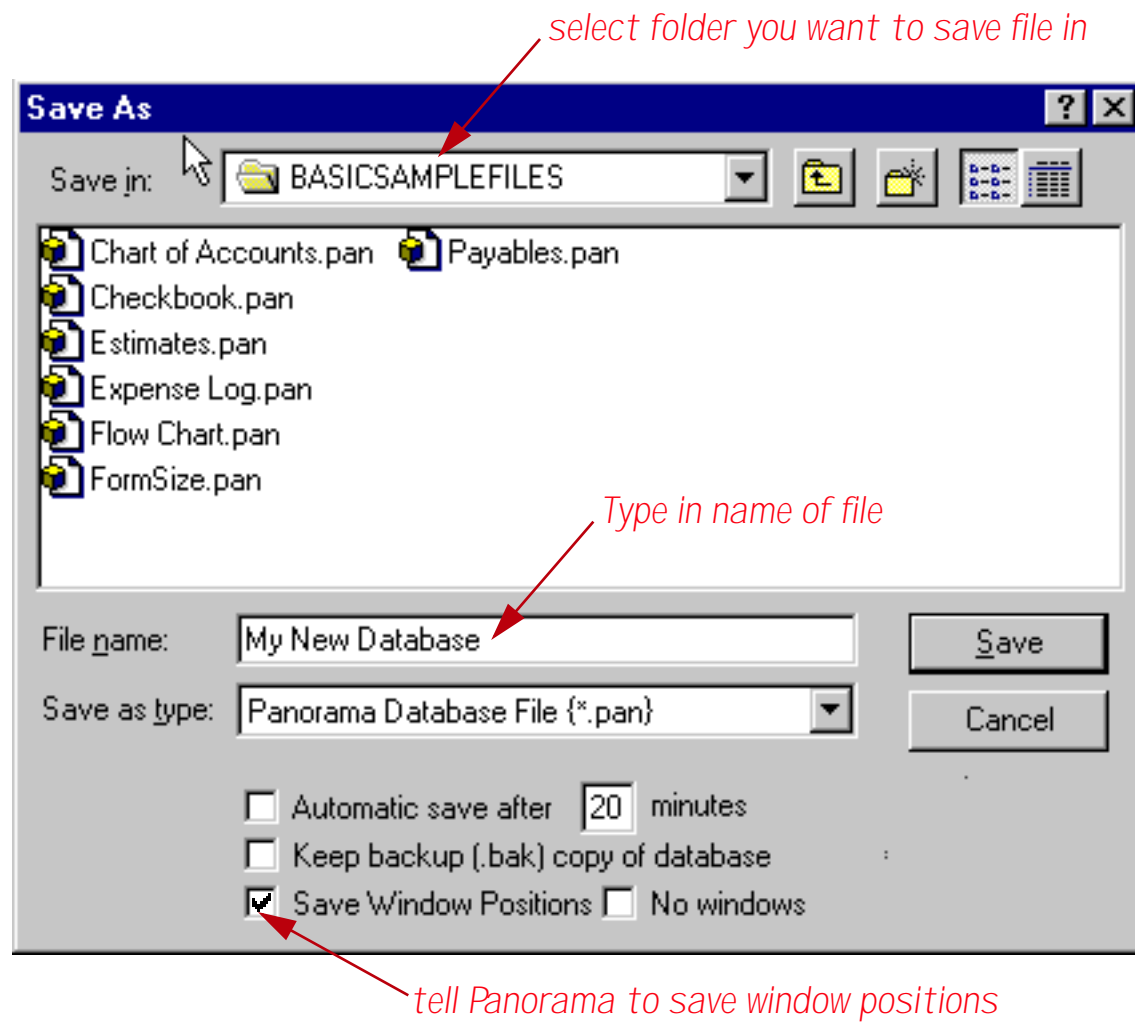 select folder you want to save file in
Save As
Save in: BASICSAMPLEFILES
Chart of Accounts.pan Payables.pan
Checkbook.pan
Estimates.pan
Expense Log.pan
Flow Chart.pan
FormSize.pan
Type in name of file
File name: My New Database Save
Save as type: Panorama Database File {*.pan} Cancel
Automatic save after 20 minutes
Keep backup (.bak) copy of database
Save Window Positions No windows
tell Panorama to save window positions